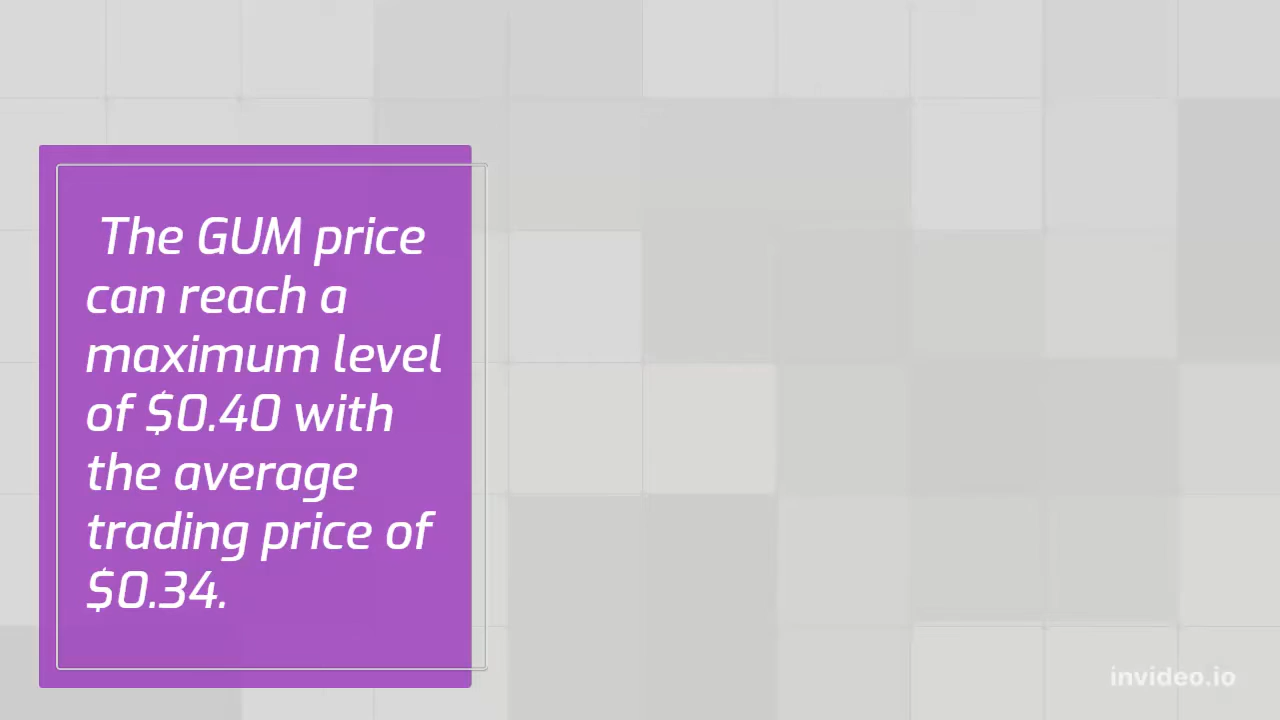 The GUM price
can reach a
maximum level
of $0.40 with
the average
trading price of
$0.34.
invideo.io